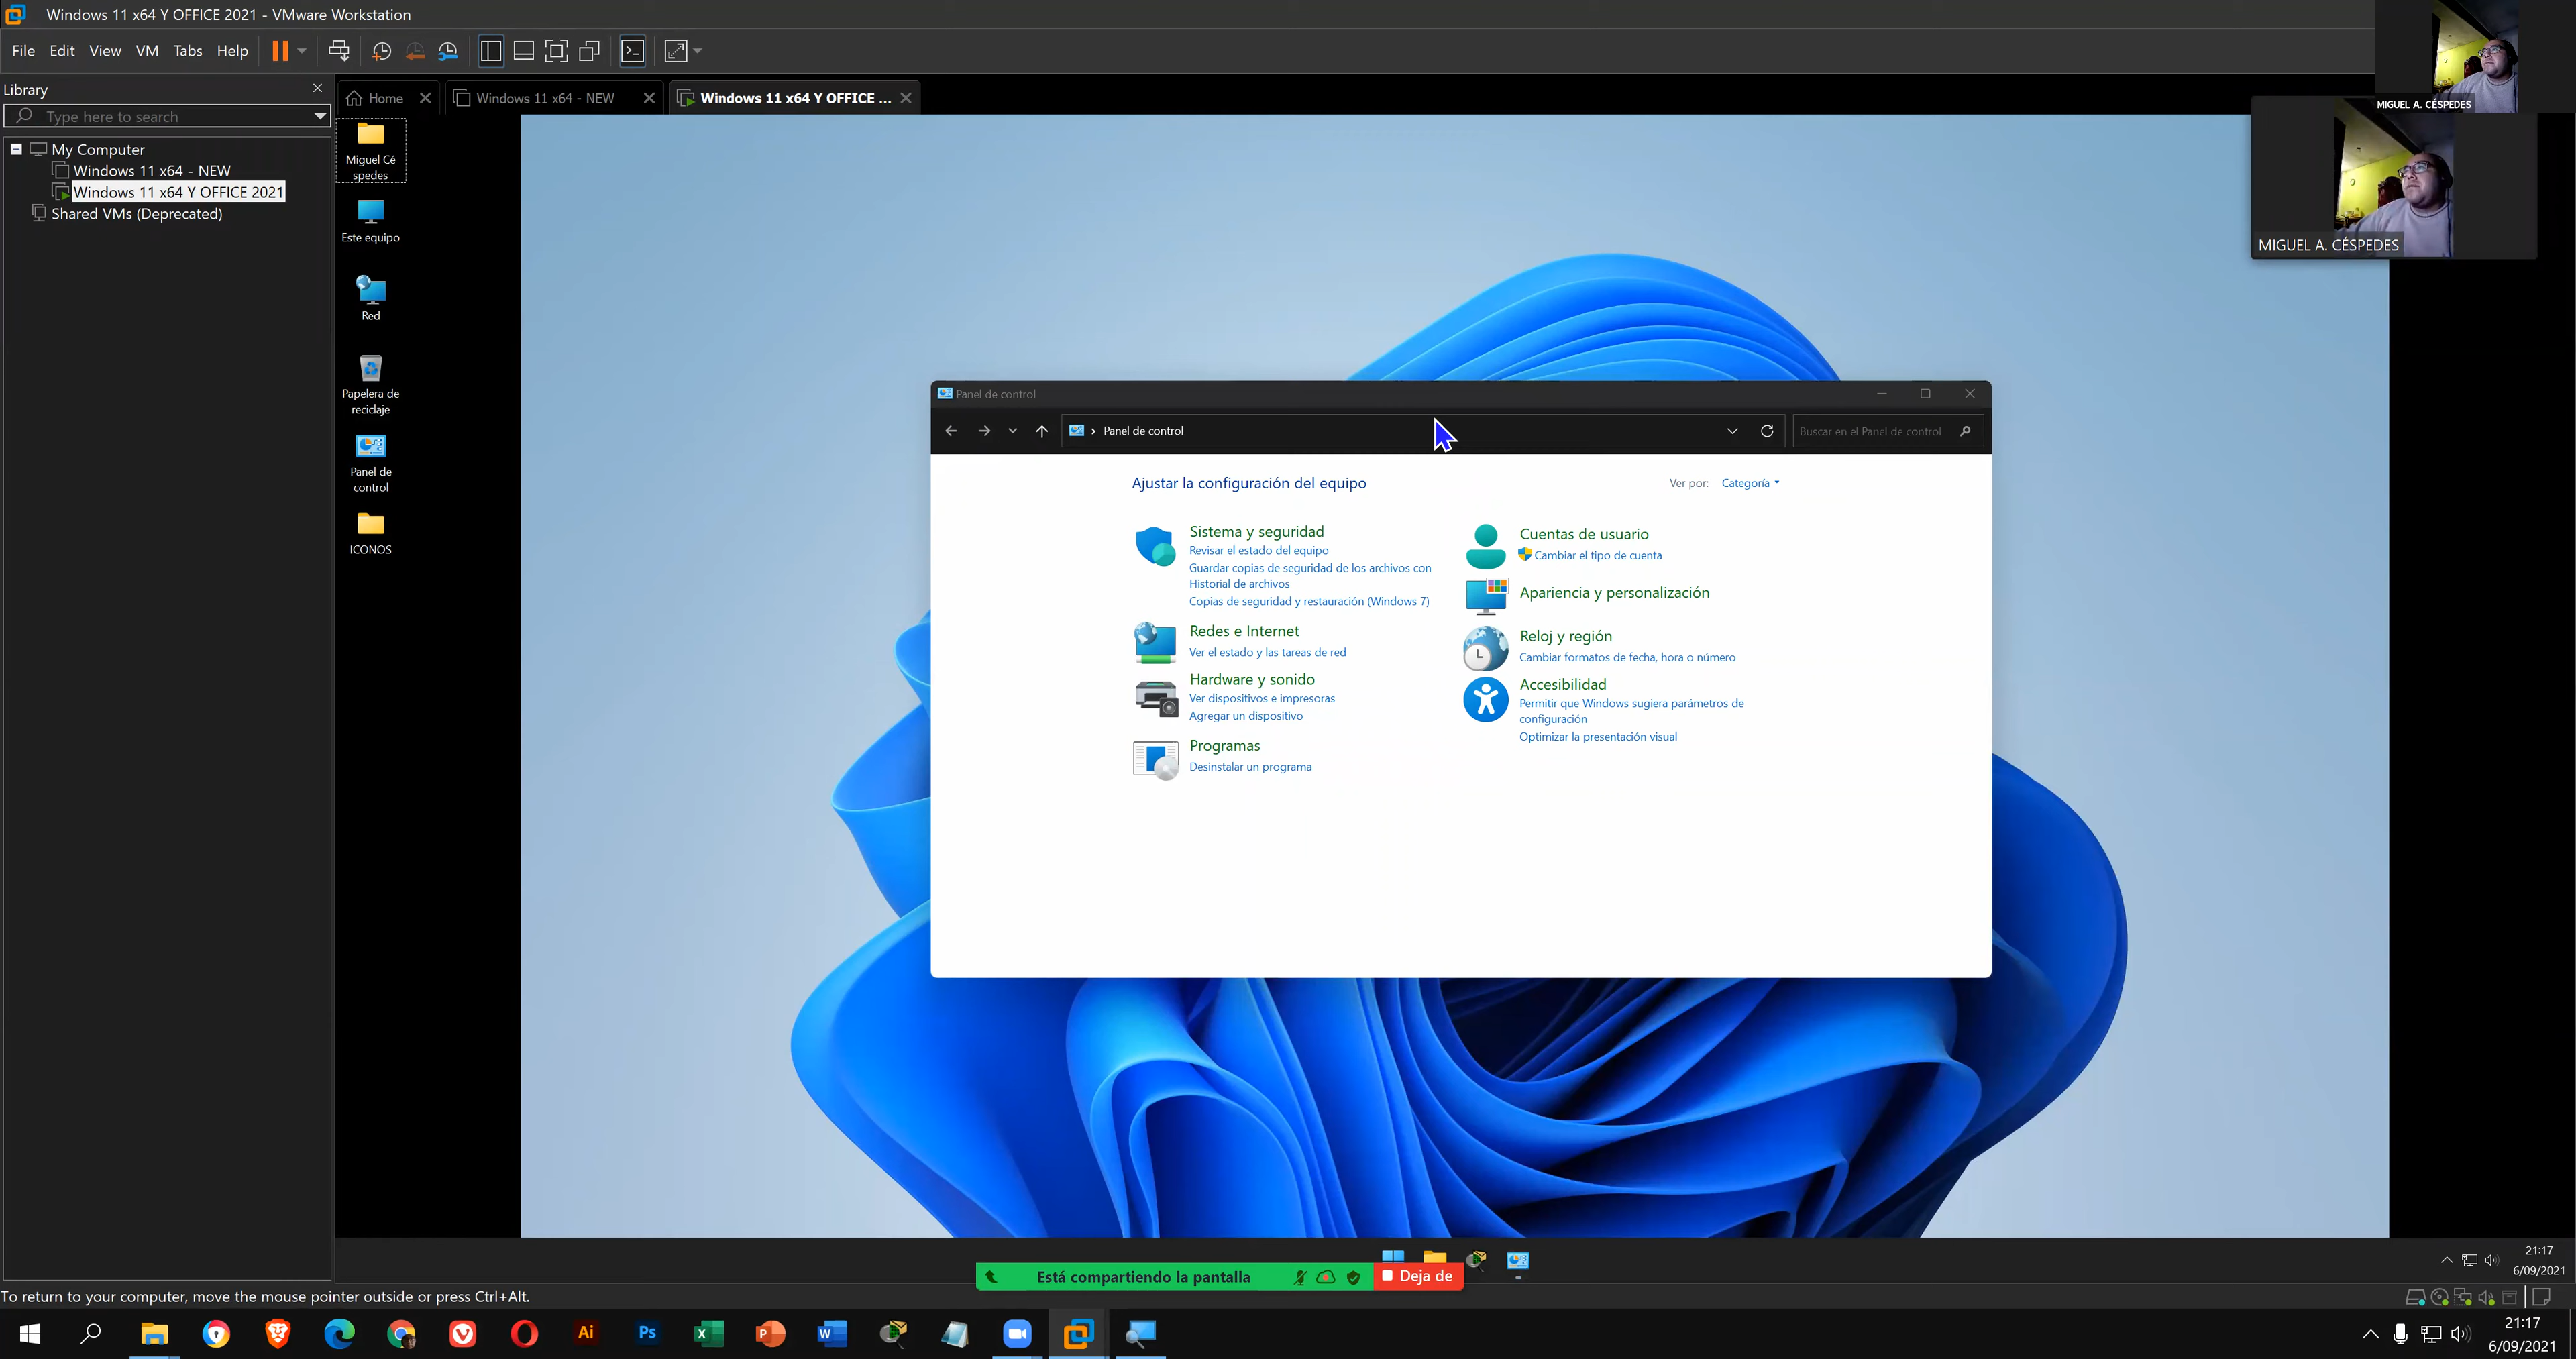 Windows 11 x64 Y OFFICE 2021 - VMware Workstation
File Edit View VM Tabs Help
Library
Type here to search
My Computer
Windows 11 x64 - NEW
Windows 11 x64 Y OFFICE 2021
Shared VMs (Deprecated)
Home
Windows 11 x64 - NEW
Windows 11 x64 Y OFFICE ...
MIGUEL A. CÉSPEDES
MIGUEL A. CÉSPEDES
Miguel Cé
spedes
Este equipo
Red
Papelera de
reciclaje
Panel de
control
ICONOS
Panel de control
Panel de control
Buscar en el Panel de control
Ajustar la configuración del equipo
Ver por: Categoría
Sistema y seguridad
Revisar el estado del equipo
Guardar copias de seguridad de los archivos con
Historial de archivos
Copias de seguridad y restauración (Windows 7)
Redes e Internet
Ver el estado y las tareas de red
Hardware y sonido
Ver dispositivos e impresoras
Agregar un dispositivo
Programas
Desinstalar un programa
Cuentas de usuario
Cambiar el tipo de cuenta
Apariencia y personalización
Reloj y región
Cambiar formatos de fecha, hora o número
Accesibilidad
Permitir que Windows sugiera parámetros de
configuración
Optimizar la presentación visual
21:17
6/09/2021
Está compartiendo la pantalla
Deja de
To return to your computer, move the mouse pointer outside or press Ctrl+Alt.
Ai
Ps
21:17
6/09/2021